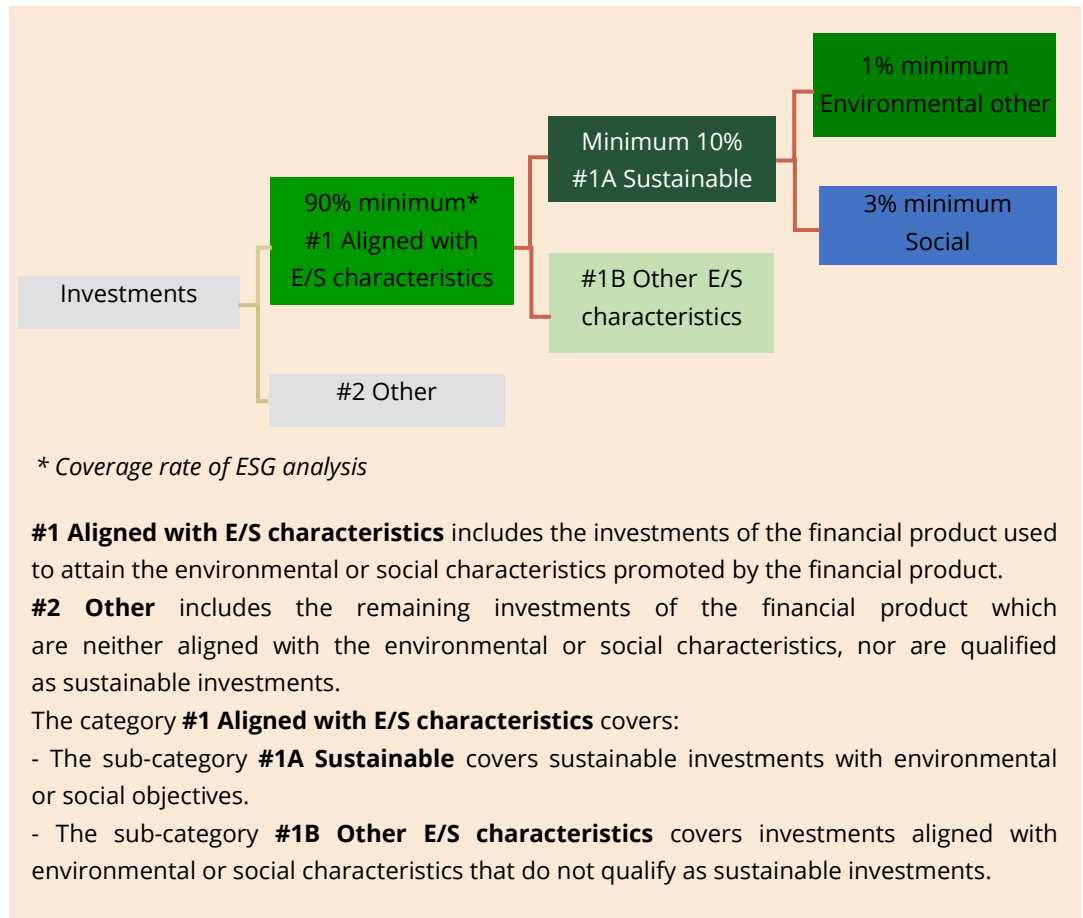 1% minimum
Environmental other
Minimum 10%
#1A Sustainable
90% minimum*
#1 Aligned with
E/S characteristics
3% minimum
Social
Investments
#1B Other E/S
characteristics
#2 Other
* Coverage rate of ESG analysis
#1 Aligned with E/S characteristics includes the investments of the financial product used
to attain the environmental or social characteristics promoted by the financial product.
#2 Other includes the remaining investments of the financial product which
are neither aligned with the environmental or social characteristics, nor are qualified
as sustainable investments.
The category #1 Aligned with E/S characteristics covers:
- The sub-category #1A Sustainable covers sustainable investments with environmental
or social objectives.
- The sub-category #1B Other E/S characteristics covers investments aligned with
environmental or social characteristics that do not qualify as sustainable investments.